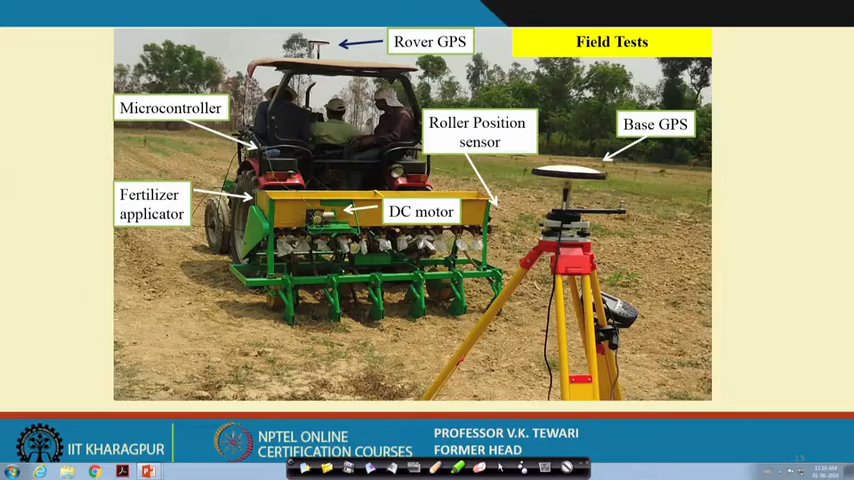 Rover GPS
Field Tests
Microcontroller
Roller Position
sensor
Base GPS
Fertilizer
applicator
DC motor
IIT KHARAGPUR
NPTEL ONLINE
CERTIFICATION COURSES
PROFESSOR V.K. TEWARI
FORMER HEAD